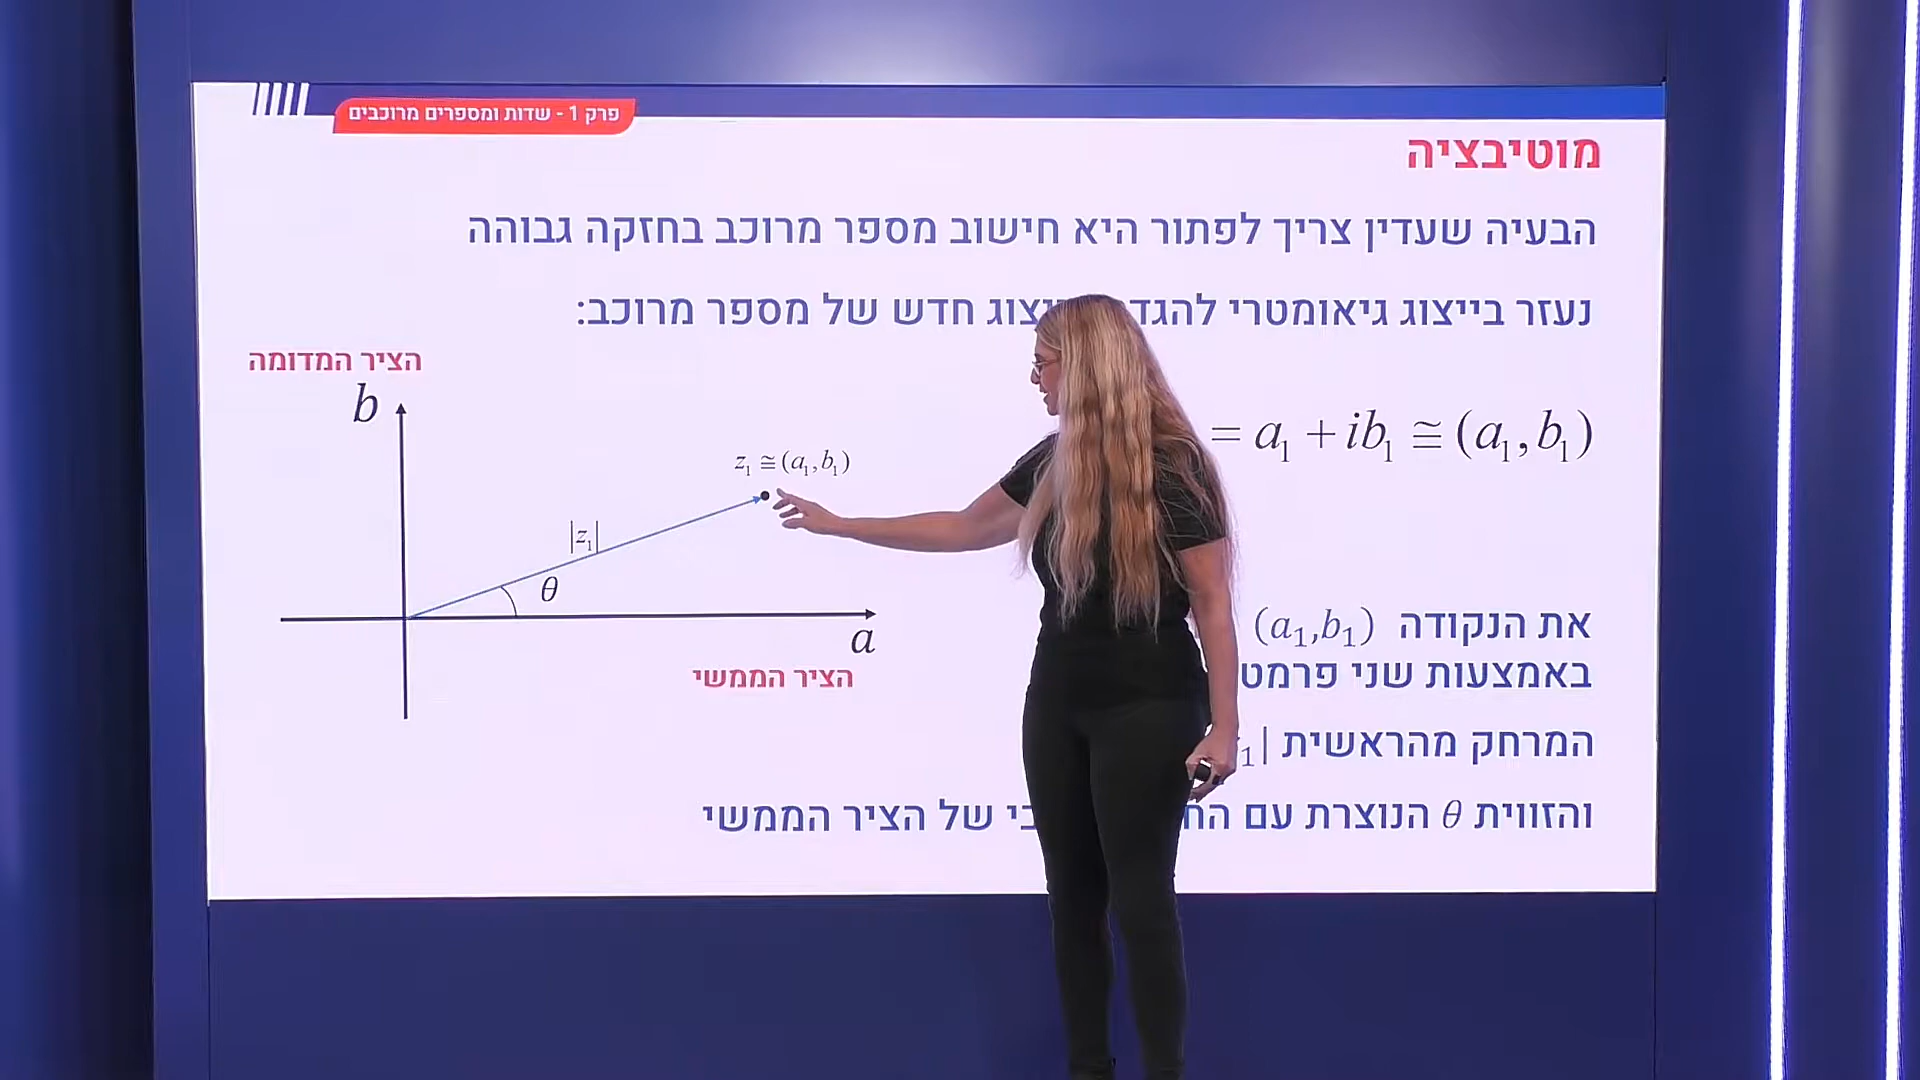 פרק 1 - שדות ומספרים מרוכבים
מוטיבציה
הבעיה שעדין צריך לפתור היא חישוב מספר מרוכב בחזקה גבוהה
נעזר בייצוג גיאומטרי של מספר מרוכב:
הציר המדומה
b
= a₁ + ib₁ ≅ (a₁,b₁)
z₁ ≅ (a₁,b₁)
|z₁|
θ
a
הציר הממשי
את הנקודה (a₁,b₁)
באמצעות שני
המרחק מהראשית
והזווית θ הנוצרת עם של הציר הממשי